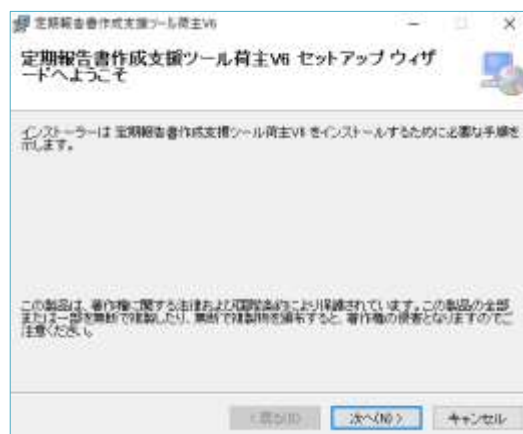 定期報告書作成支援ツール荷主V6
定期報告書作成支援ツール荷主V6 セットアップ ウィザ
ードへようこそ
インストーラーは 定期報告書作成支援ツール荷主V6 をインストールするために必要な手順を
示します。
この製品は、著作権に関する法律および国際条約により保護されています。この製品の全部
または一部を無断で複製したり、無断で複製物を頒布すると、著作権の侵害となりますのでご
注意ください。
< 戻る(B)
次へ(N) >
キャンセル